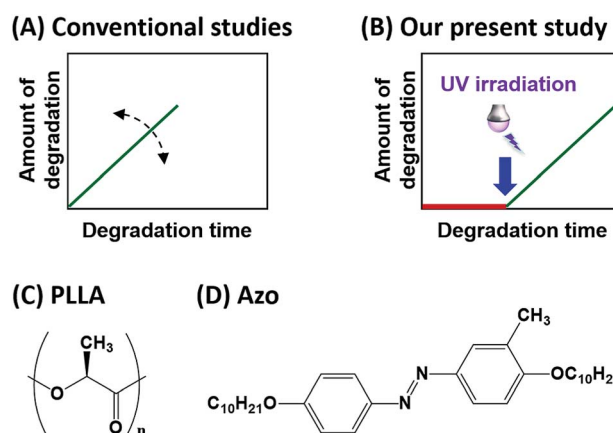 (A) Conventional studies
Amount of
degradation
Degradation time
(B) Our present study
Amount of
degradation
UV irradiation
Degradation time
(C) PLLA
CH₃
O
O
n
(D) Azo
CH₃
C₁₀H₂₁O
N
N
OC₁₀H₂